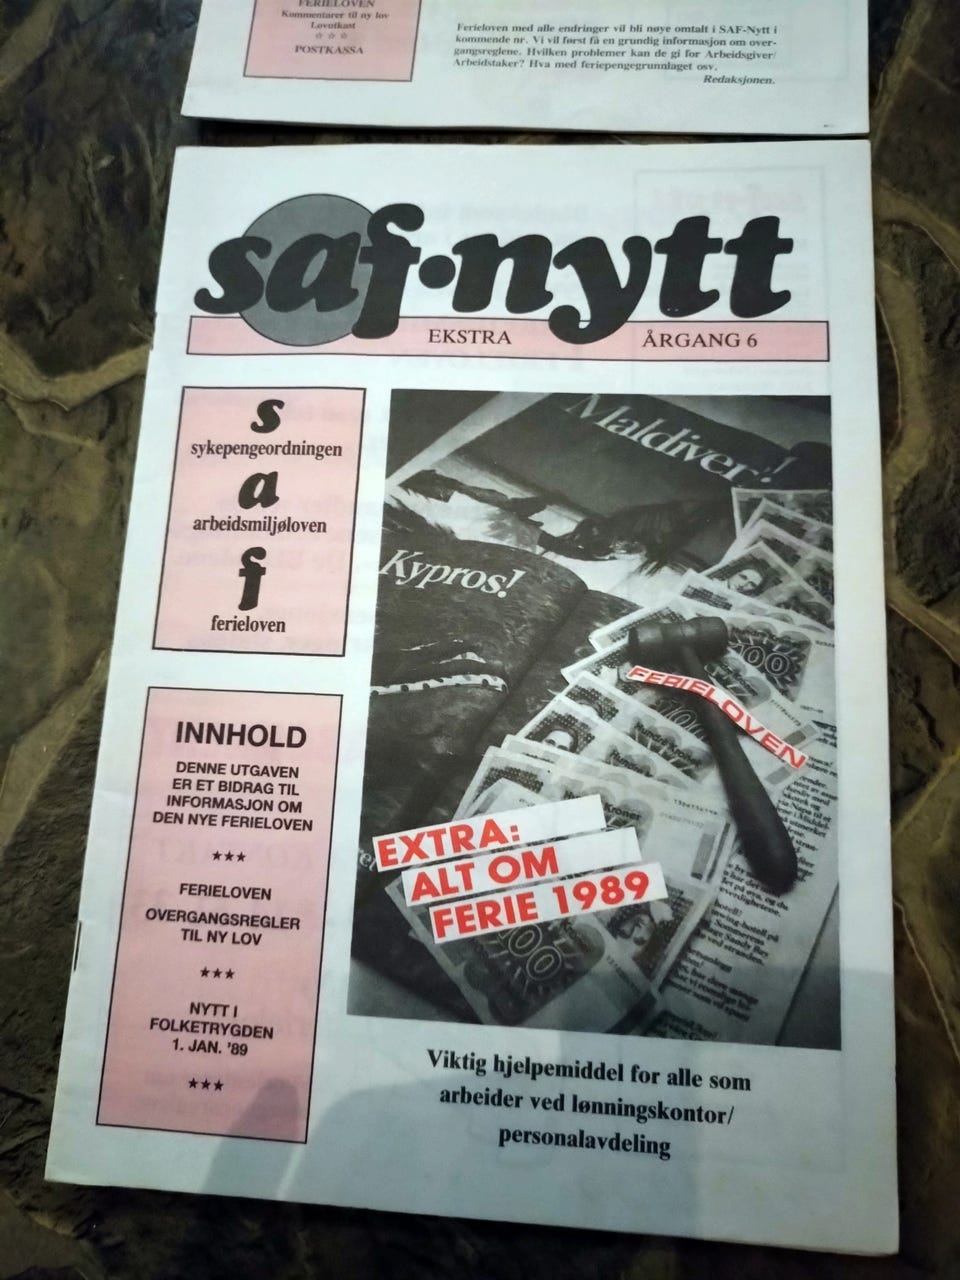 FERIELOVEN
Kommentarer til ny lov
Lovutkast
☆ ☆ ☆
POSTKASSA
Ferieloven med alle endringer vil bli nøye omtalt i SAF-Nytt i
kommende nr. Vi vil først få en grundig informasjon om over-
gangsreglene. Hvilken problemer kan de gi for Arbeidsgiver/
Arbeidstaker? Hva med feriepengegrunnlaget osv.
Redaksjonen.
saf·nytt
EKSTRA ÅRGANG 6
s
sykepengeordningen
a
arbeidsmiljøloven
f
ferieloven
INNHOLD
DENNE UTGAVEN
ER ET BIDRAG TIL
INFORMASJON OM
DEN NYE FERIELOVEN
★★★
FERIELOVEN
OVERGANGSREGLER
TIL NY LOV
★★★
NYTT I
FOLKETRYGDEN
1. JAN. '89
★★★
Maldiver!
Kypros!
100
FERIELOVEN
100
Kroner
EXTRA:
ALT OM
FERIE 1989
100
Viktig hjelpemiddel for alle som
arbeider ved lønningskontor/
personalavdeling